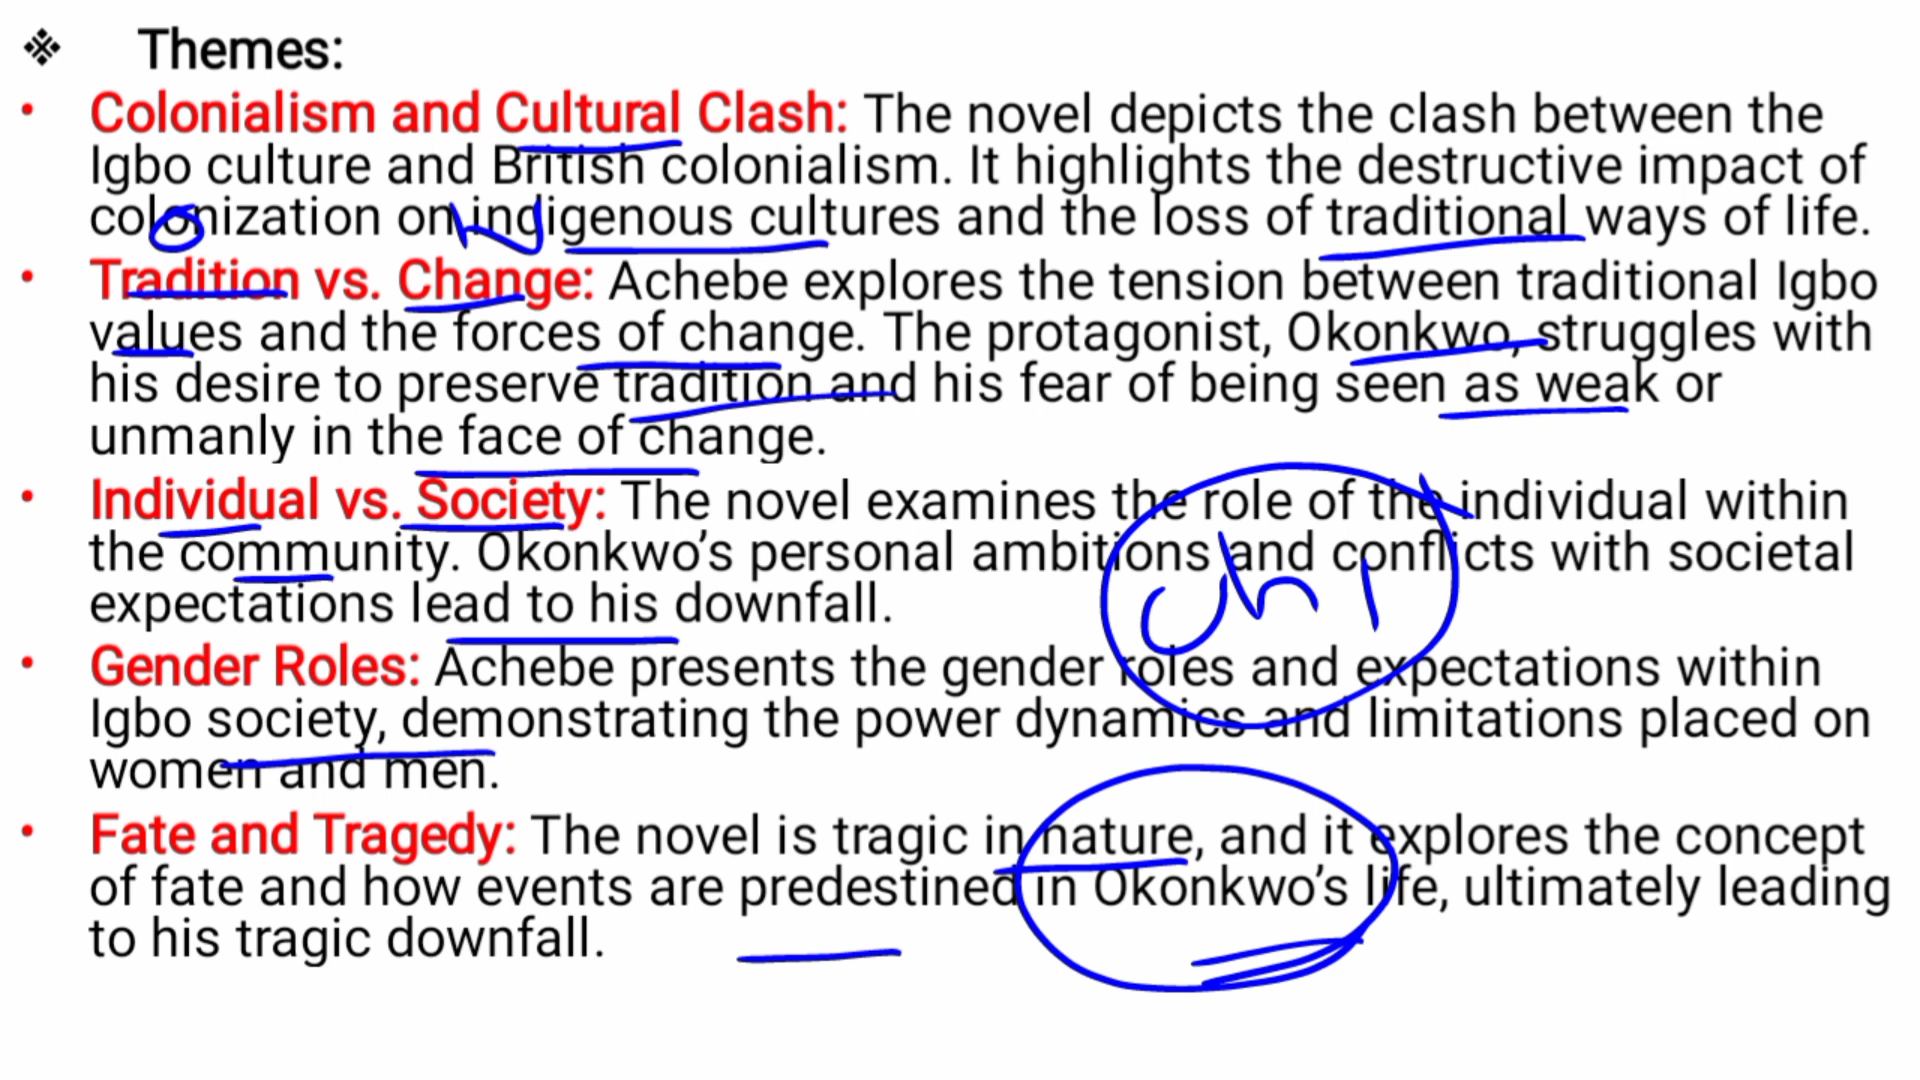 ❖ Themes:
• Colonialism and Cultural Clash: The novel depicts the clash between the
Igbo culture and British colonialism. It highlights the destructive impact of
colonization on indigenous cultures and the loss of traditional ways of life.
• Tradition vs. Change: Achebe explores the tension between traditional Igbo
values and the forces of change. The protagonist, Okonkwo, struggles with
his desire to preserve tradition and his fear of being seen as weak or
unmanly in the face of change.
• Individual vs. Society: The novel examines the role of the individual within
the community. Okonkwo’s personal ambitions and conflicts with societal
expectations lead to his downfall.
chi
• Gender Roles: Achebe presents the gender roles and expectations within
Igbo society, demonstrating the power dynamics and limitations placed on
women and men.
• Fate and Tragedy: The novel is tragic in nature, and it explores the concept
of fate and how events are predestined in Okonkwo’s life, ultimately leading
to his tragic downfall.